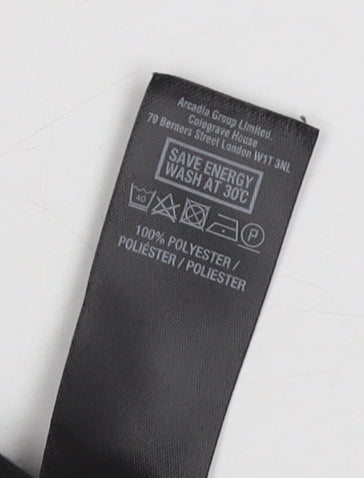 Arcadia Group Limited.
Colegrave House
70 Berners Street London W1T 3NL
SAVE ENERGY
WASH AT 30°C
40
P
100% POLYESTER /
POLIÉSTER / POLIESTER